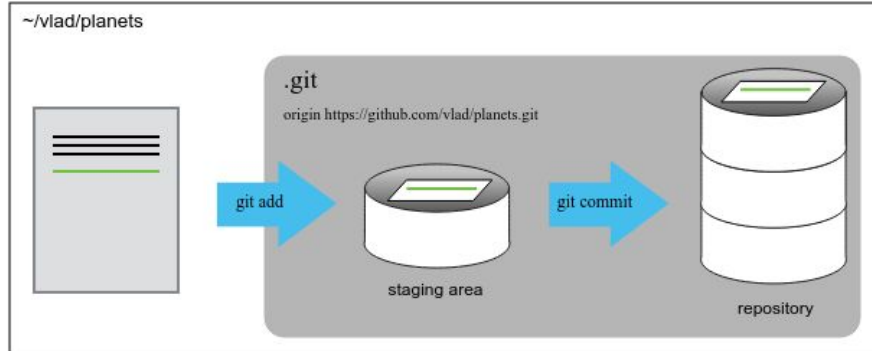 ~/vlad/planets
.git
origin https://github.com/vlad/planets.git
git add
git commit
staging area
repository